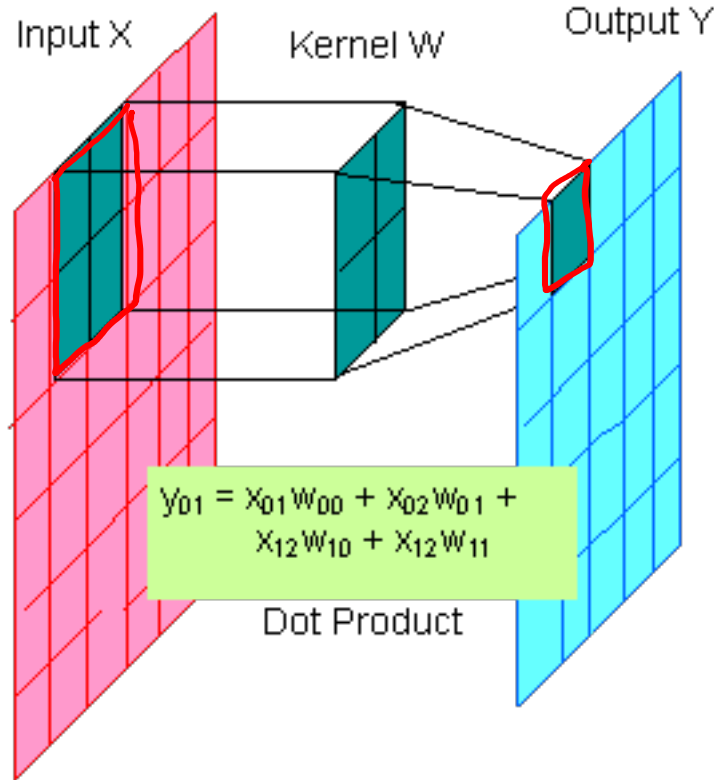 Input X
Kernel W
Output Y
y₀₁ = x₀₁w₀₀ + x₀₂w₀₁ +
x₁₂w₁₀ + x₁₂w₁₁
Dot Product